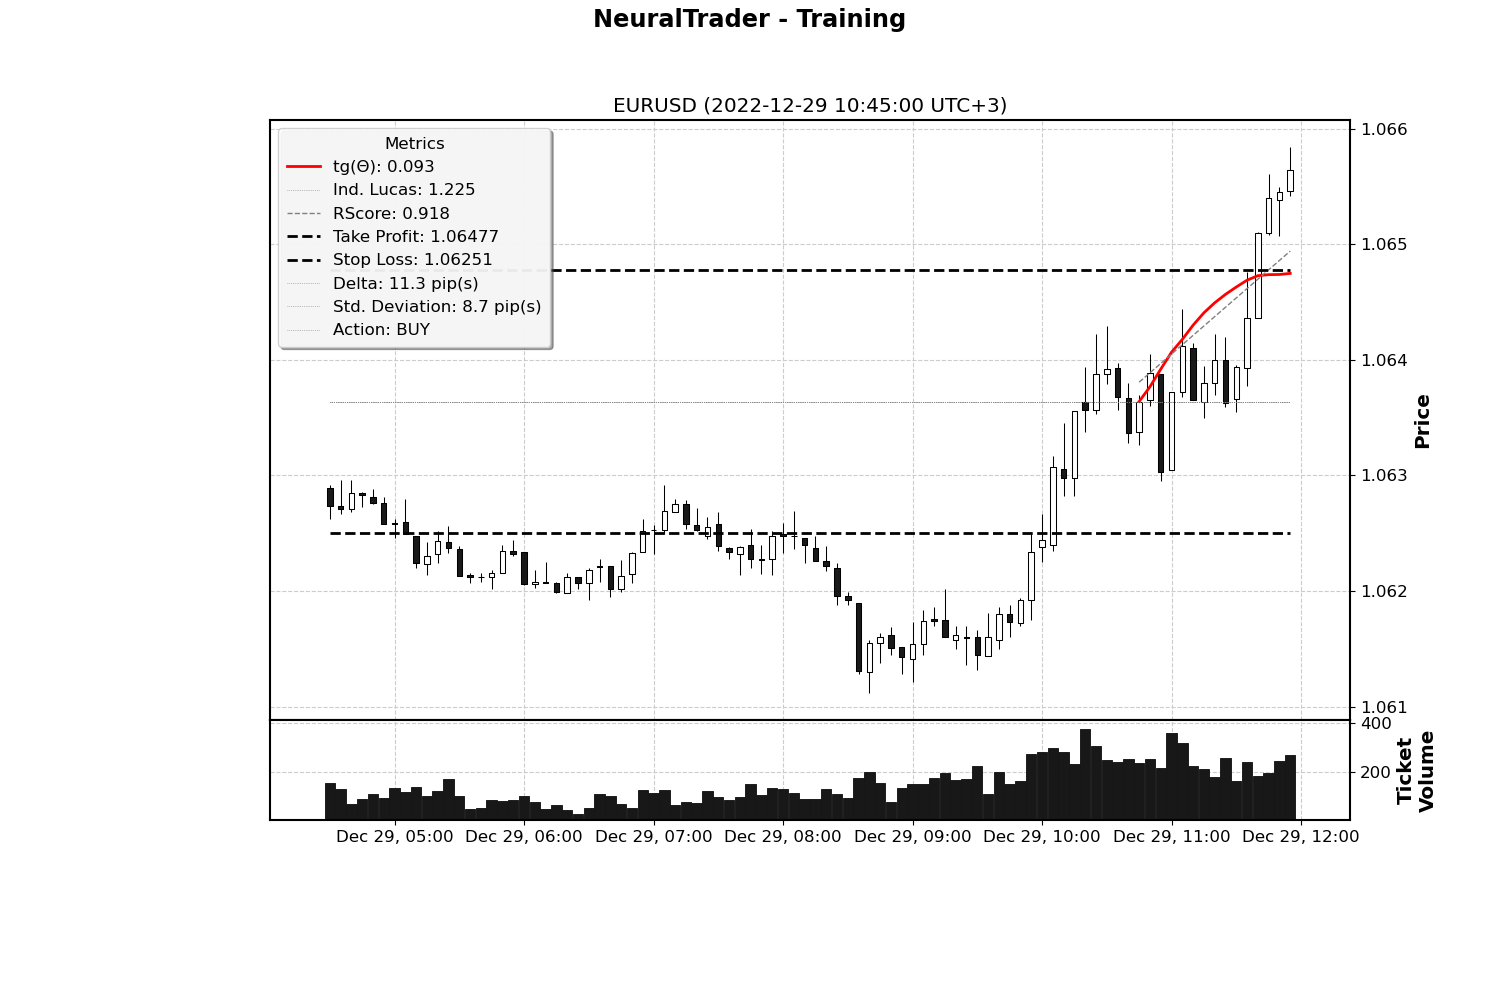 NeuralTrader - Training
EURUSD (2022-12-29 10:45:00 UTC+3)
Metrics
tg(Θ): 0.093
Ind. Lucas: 1.225
RScore: 0.918
Take Profit: 1.06477
Stop Loss: 1.06251
Delta: 11.3 pip(s)
Std. Deviation: 8.7 pip(s)
Action: BUY
1.066
1.065
1.064
1.063
1.062
1.061
Price
400
200
Ticket
Volume
Dec 29, 05:00
Dec 29, 06:00
Dec 29, 07:00
Dec 29, 08:00
Dec 29, 09:00
Dec 29, 10:00
Dec 29, 11:00
Dec 29, 12:00